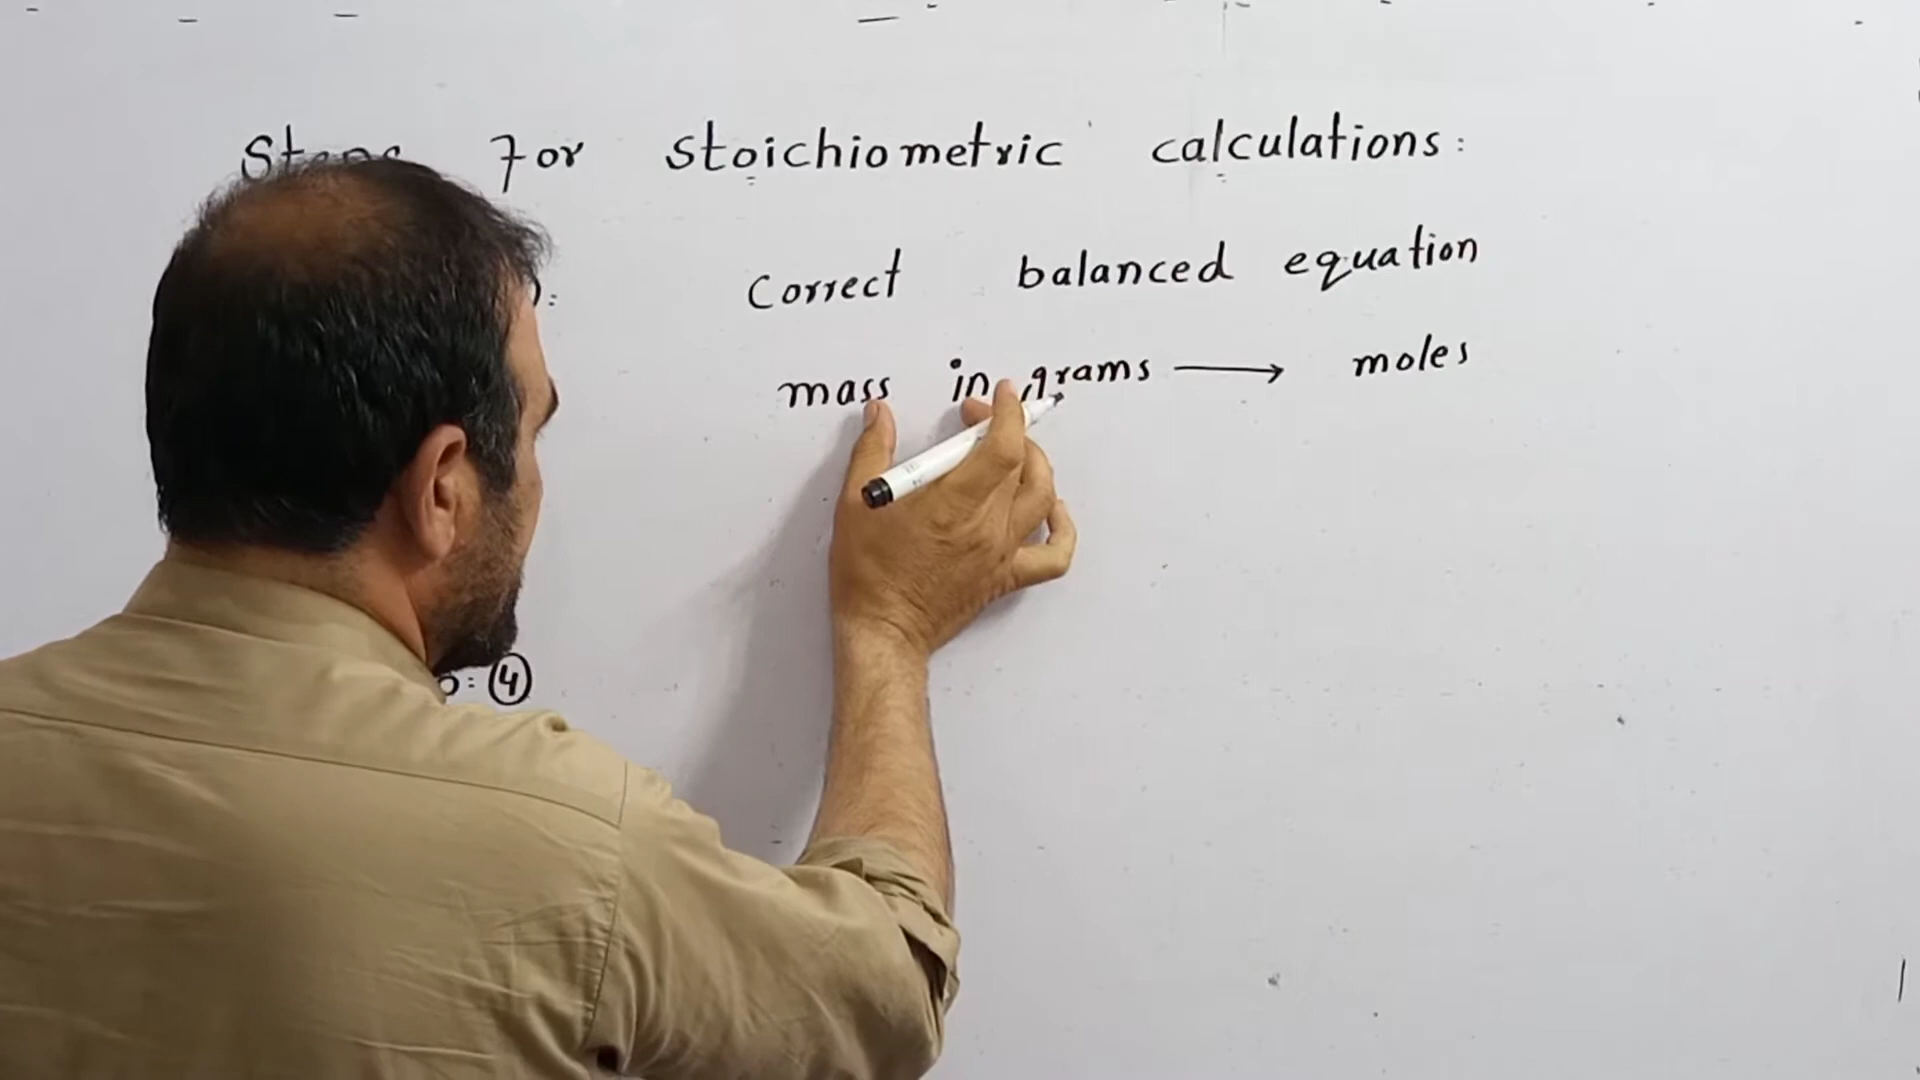 Steps for stoichiometric calculations:
Correct balanced equation
mass in grams → moles
o: ④